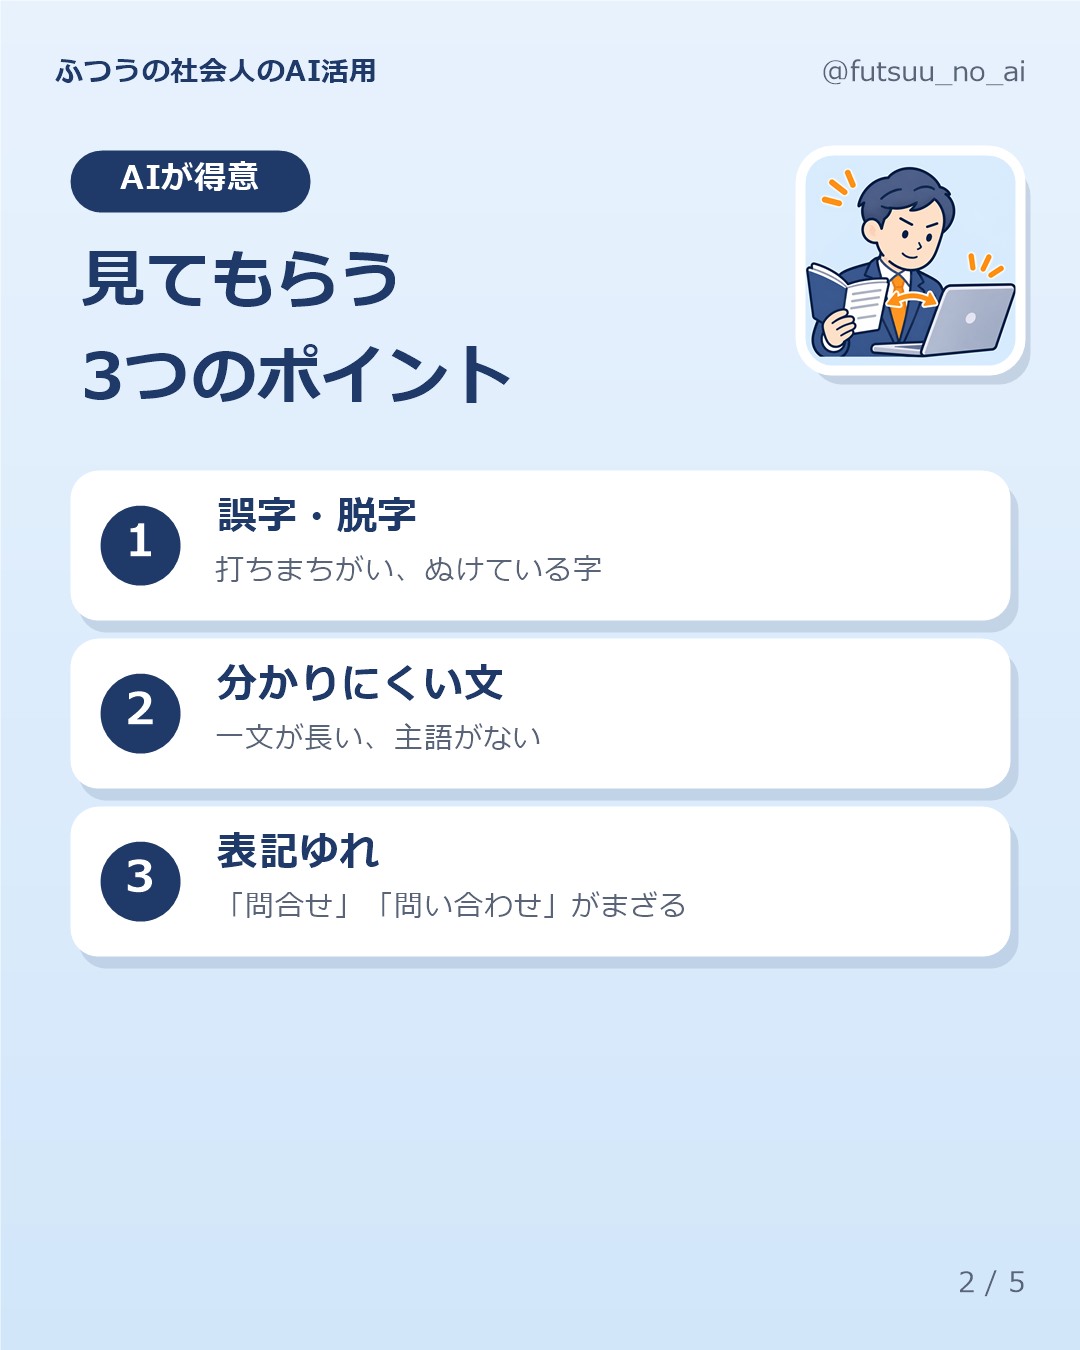 ふつうの社会人のAI活用
@futsuu_no_ai
AIが得意
見てもらう
3つのポイント
1
誤字・脱字
打ちまちがい、ぬけている字
2
分かりにくい文
一文が長い、主語がない
3
表記ゆれ
「問合せ」「問い合わせ」がまざる
2 / 5